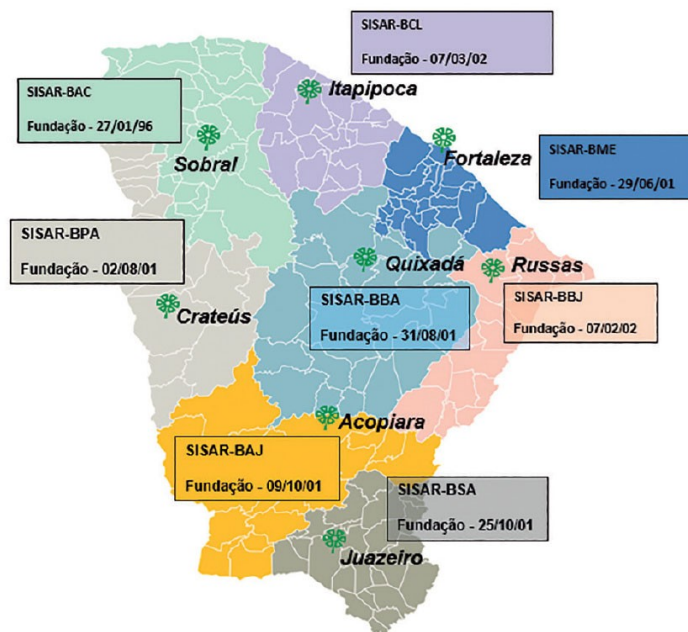 SISAR-BCL
Fundação - 07/03/02
Itapipoca
SISAR-BAC
Fundação - 27/01/96
Sobral
Fortaleza
SISAR-BME
Fundação - 29/06/01
SISAR-BPA
Fundação - 02/08/01
Crateús
Quixadá
Russas
SISAR-BBA
Fundação - 31/08/01
SISAR-BBJ
Fundação - 07/02/02
Acopiara
SISAR-BAJ
Fundação - 09/10/01
SISAR-BSA
Fundação - 25/10/01
Juazeiro